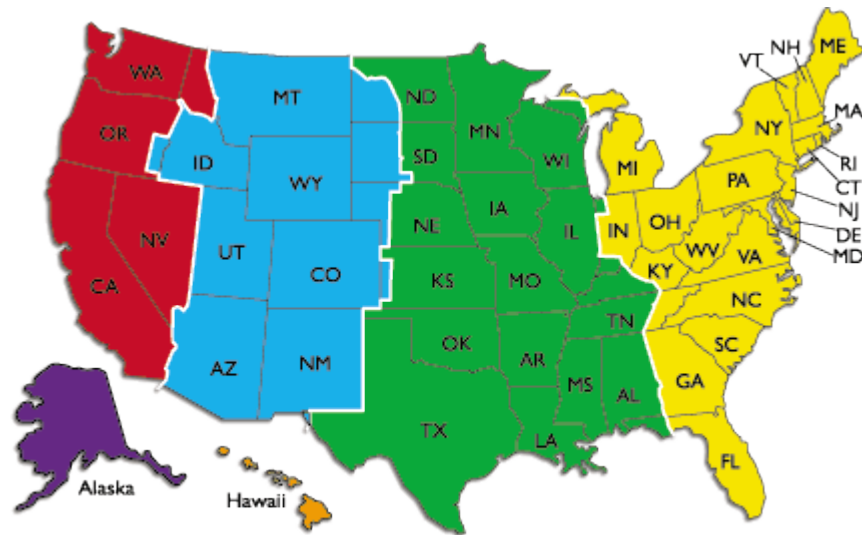 WA
OR
CA
NV
ID
MT
WY
UT
CO
AZ
NM
ND
SD
NE
KS
OK
TX
MN
IA
MO
AR
LA
WI
IL
MS
AL
TN
MI
IN
OH
KY
WV
PA
NY
VT
NH
ME
MA
RI
CT
NJ
DE
MD
VA
NC
SC
GA
FL
Alaska
Hawaii